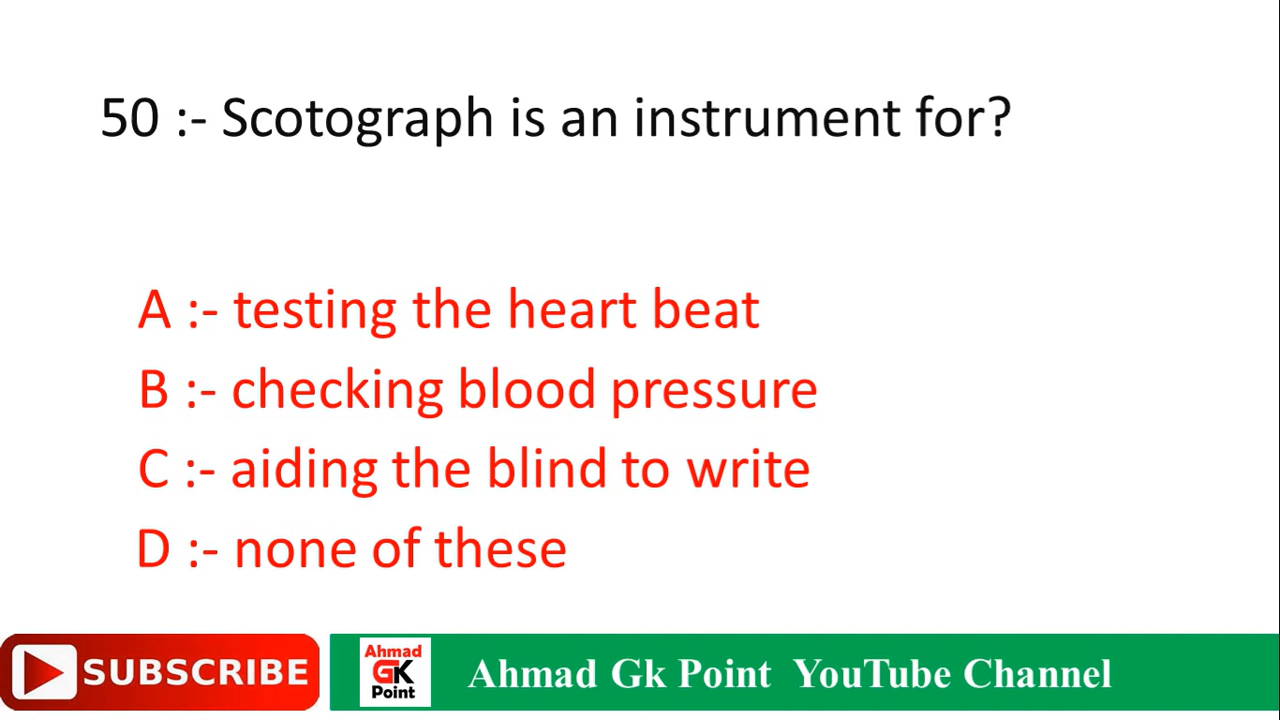 50 :- Scotograph is an instrument for?
A :- testing the heart beat
B :- checking blood pressure
C :- aiding the blind to write
D :- none of these
SUBSCRIBE
Ahmad
GK
Point
Ahmad Gk Point YouTube Channel